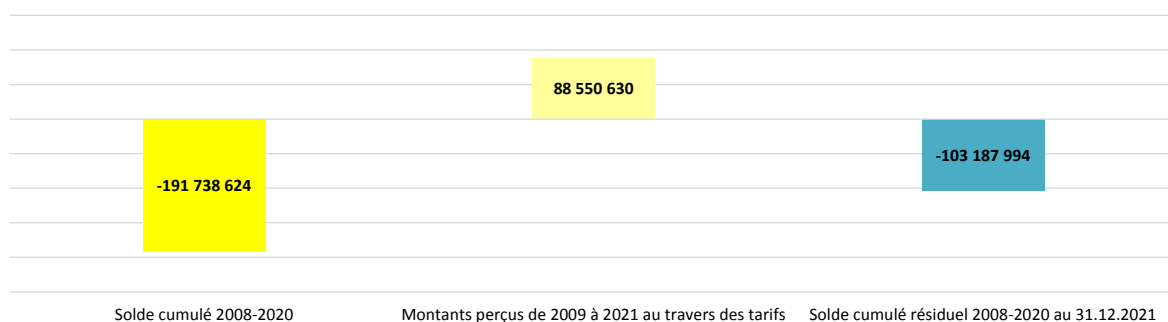 88 550 630
-191 738 624
-103 187 994
Solde cumulé 2008-2020
Montants perçus de 2009 à 2021 au travers des tarifs
Solde cumulé résiduel 2008-2020 au 31.12.2021